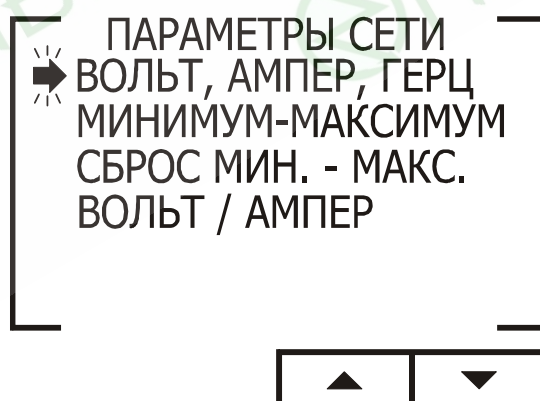 ПАРАМЕТРЫ СЕТИ
ВОЛЬТ, АМПЕР, ГЕРЦ
МИНИМУМ-МАКСИМУМ
СБРОС МИН. - МАКС.
ВОЛЬТ / АМПЕР